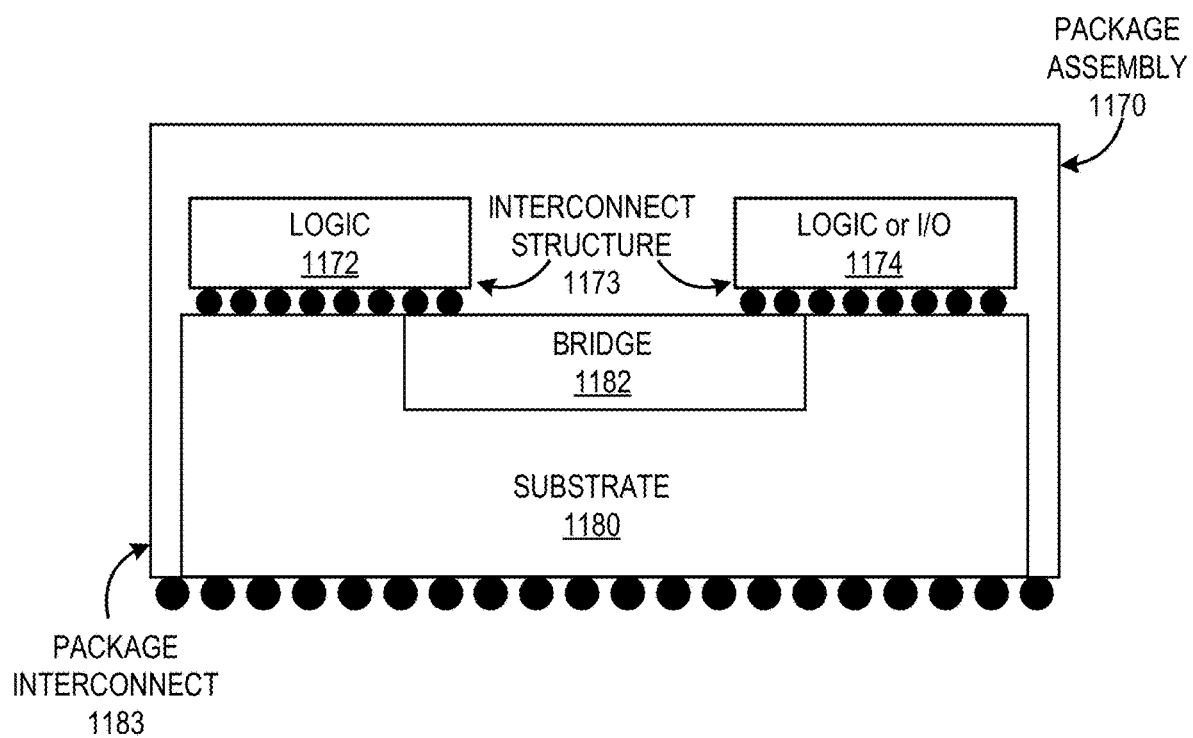 PACKAGE
ASSEMBLY
1170
LOGIC
1172
INTERCONNECT
STRUCTURE
1173
LOGIC or I/O
1174
BRIDGE
1182
SUBSTRATE
1180
PACKAGE
INTERCONNECT
1183